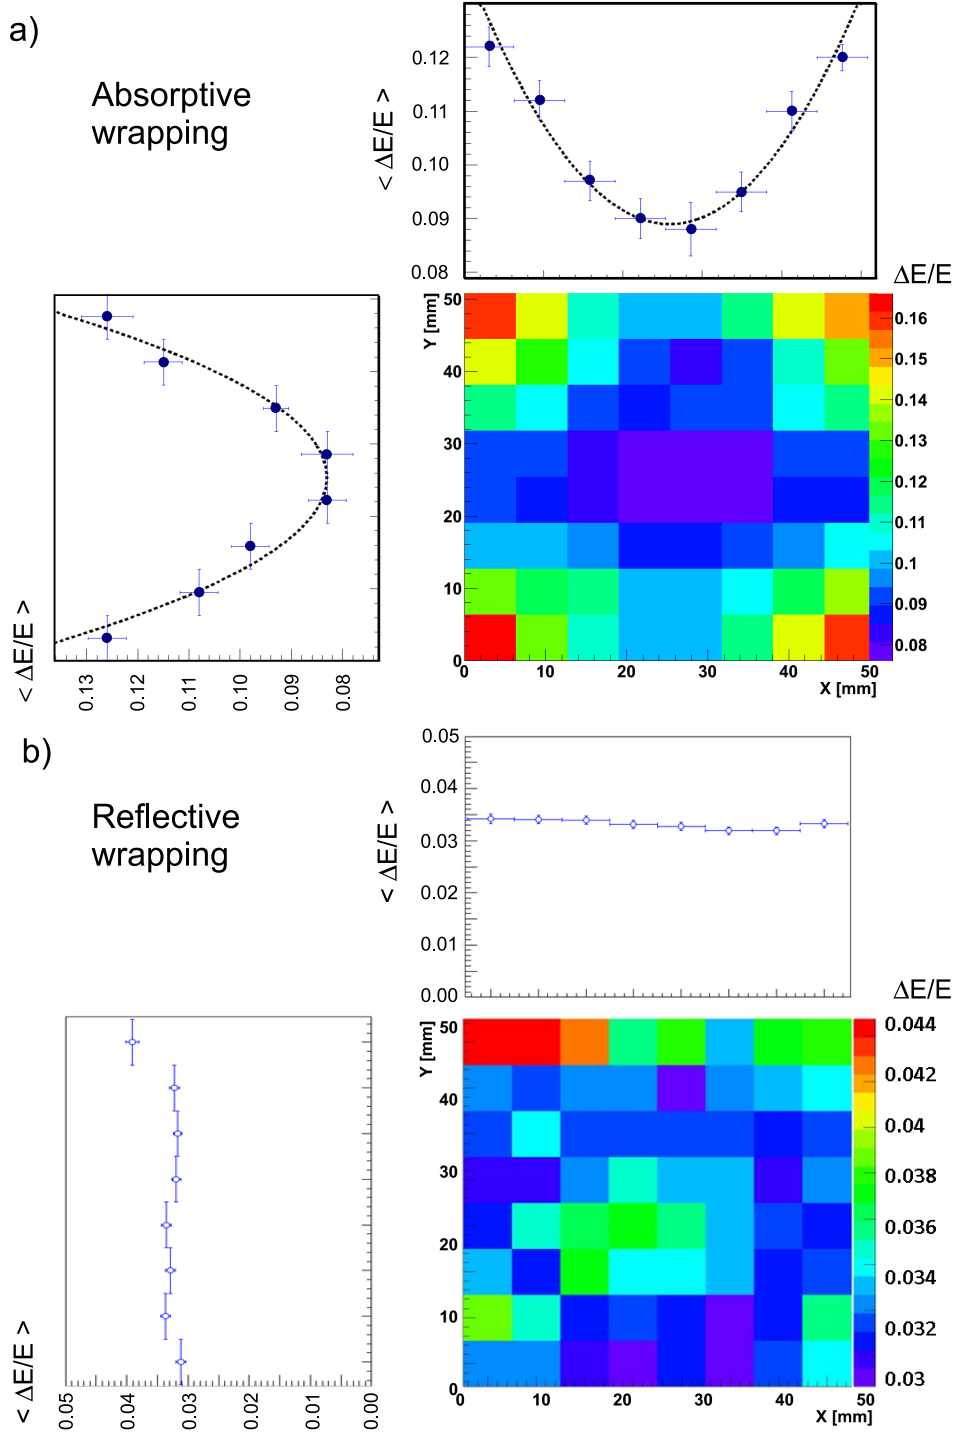 a)
Absorptive
wrapping
< ΔE/E >
0.12
0.11
0.10
0.09
0.08
ΔE/E
Y [mm]
50
40
30
20
10
0
0.16
0.15
0.14
0.13
0.12
0.11
0.1
0.09
0.08
0 10 20 30 40 50
X [mm]
< ΔE/E >
0.13 0.12 0.11 0.10 0.09 0.08
b)
Reflective
wrapping
< ΔE/E >
0.05
0.04
0.03
0.02
0.01
0.00
ΔE/E
Y [mm]
50
40
30
20
10
0
0.044
0.042
0.04
0.038
0.036
0.034
0.032
0.03
0 10 20 30 40 50
X [mm]
< ΔE/E >
0.05 0.04 0.03 0.02 0.01 0.00